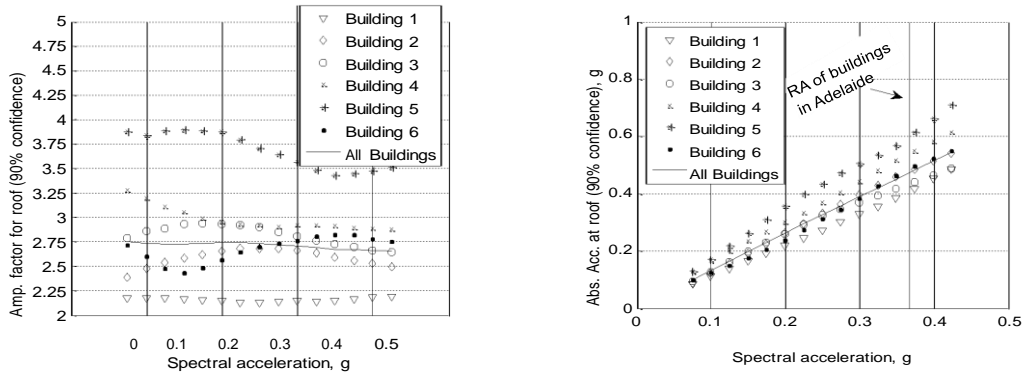 Amp. factor for roof (90% confidence)
5
4.75
4.5
4.25
4
3.75
3.5
3.25
3
2.75
2.5
2.25
2
Building 1
Building 2
Building 3
Building 4
Building 5
Building 6
All Buildings
0 0.1 0.2 0.3 0.4 0.5
Spectral acceleration, g
Abs. Acc. at roof (90% confidence), g
1
0.8
0.6
0.4
0.2
0
Building 1
Building 2
Building 3
Building 4
Building 5
Building 6
All Buildings
RA of buildings
in Adelaide
0 0.1 0.2 0.3 0.4 0.5
Spectral acceleration, g